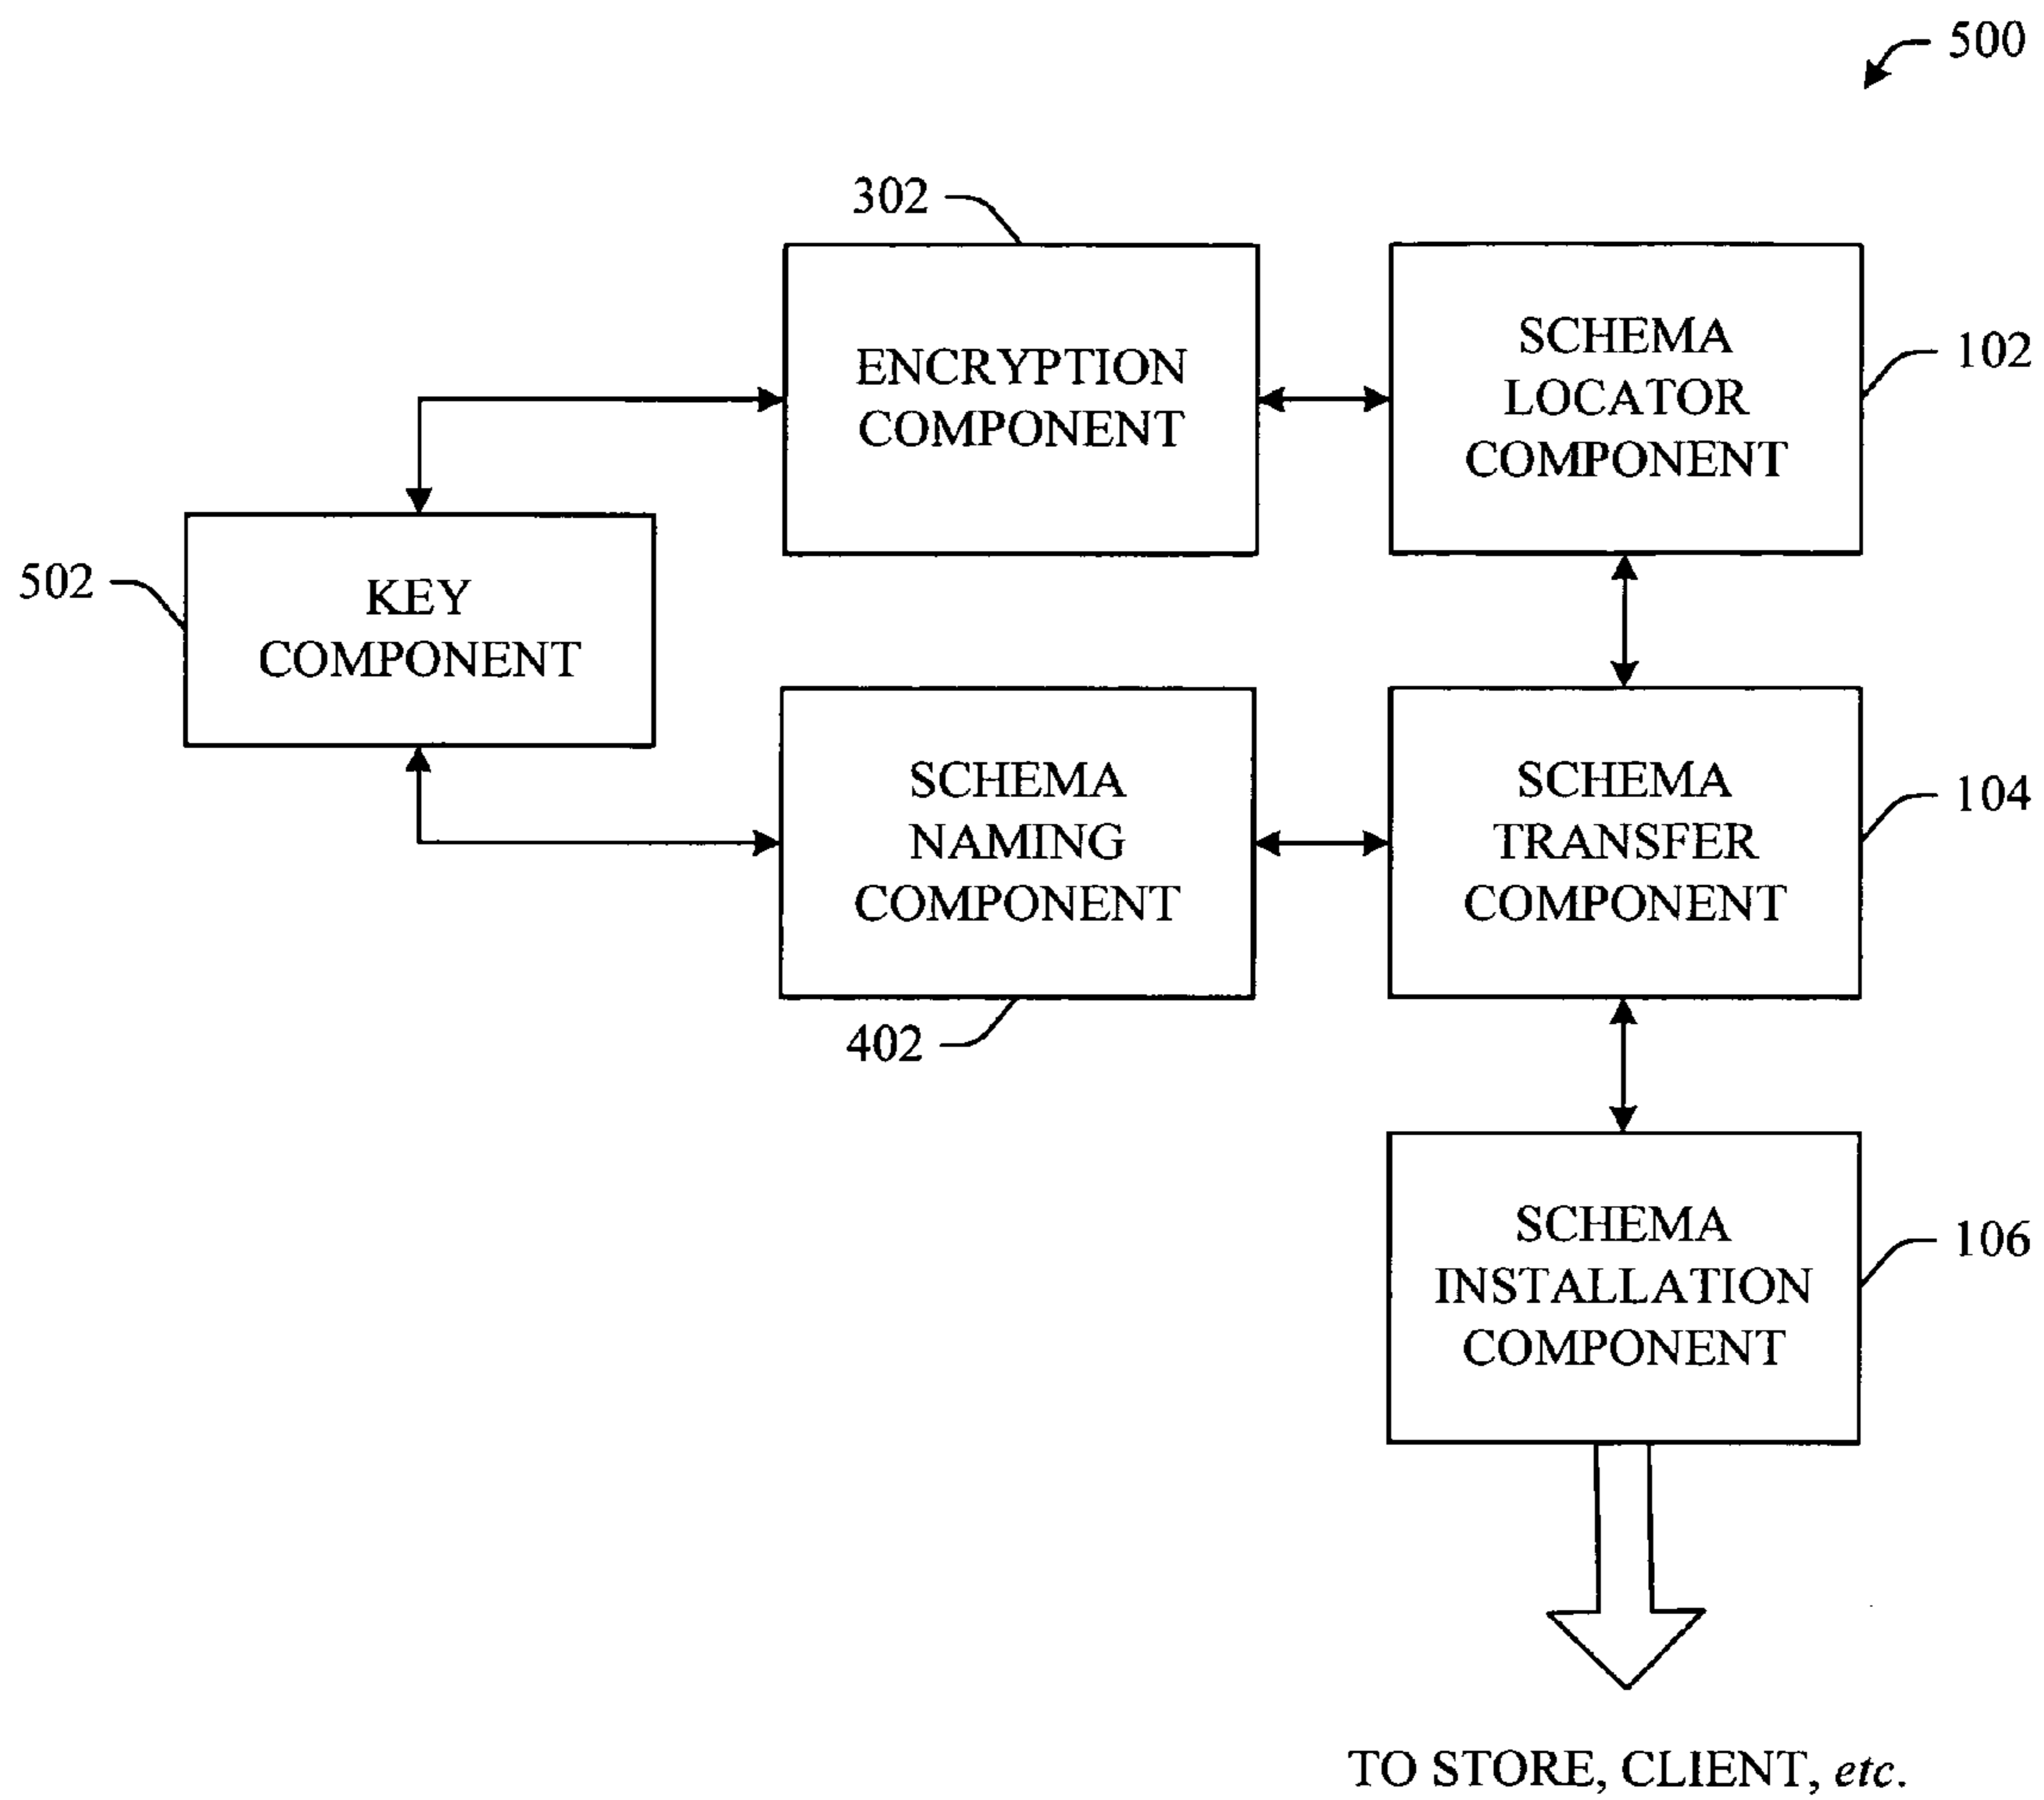 500
302
ENCRYPTION
COMPONENT
SCHEMA
LOCATOR
COMPONENT
102
502
KEY
COMPONENT
SCHEMA
NAMING
COMPONENT
402
SCHEMA
TRANSFER
COMPONENT
104
SCHEMA
INSTALLATION
COMPONENT
106
TO STORE, CLIENT, etc.